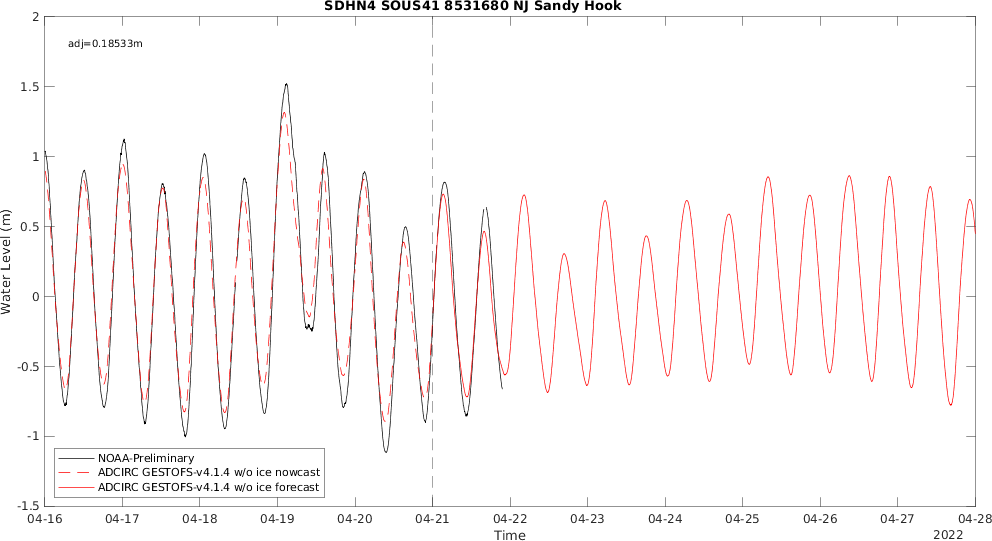 SDHN4 SOUS41 8531680 NJ Sandy Hook
adj=0.18533m
2
1.5
1
0.5
0
-0.5
-1
-1.5
Water Level (m)
NOAA-Preliminary
ADCIRC GESTOFS-v4.1.4 w/o ice nowcast
ADCIRC GESTOFS-v4.1.4 w/o ice forecast
04-16 04-17 04-18 04-19 04-20 04-21 04-22 04-23 04-24 04-25 04-26 04-27 04-28
Time
2022